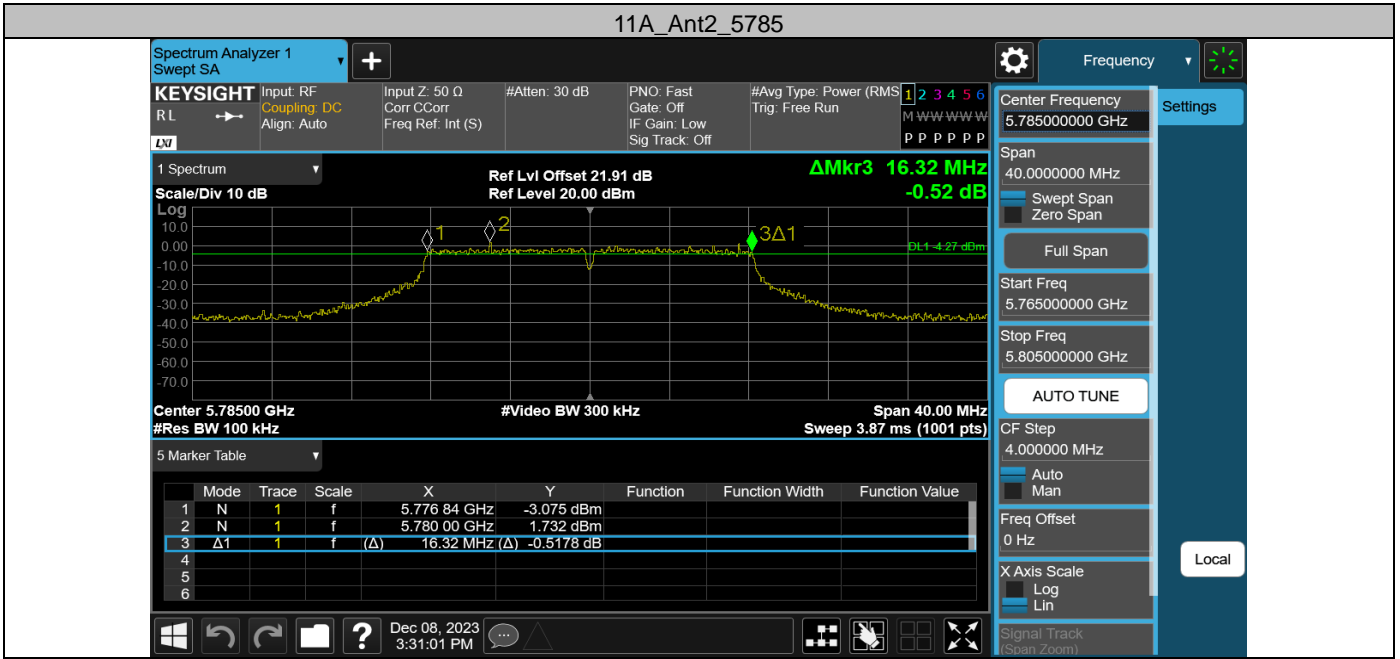 11A_Ant2_5785
Spectrum Analyzer 1
Swept SA
Frequency
KEYSIGHT
RL
LXI
Input: RF
Coupling: DC
Align: Auto
Input Z: 50 Ω
Corr CCorr
Freq Ref: Int (S)
#Atten: 30 dB
PNO: Fast
Gate: Off
IF Gain: Low
Sig Track: Off
#Avg Type: Power (RMS
Trig: Free Run
1 2 3 4 5 6
M W W W W W
P P P P P P
1 Spectrum
Scale/Div 10 dB
Ref Lvl Offset 21.91 dB
Ref Level 20.00 dBm
ΔMkr3 16.32 MHz
-0.52 dB
Log
10.0
0.00
-10.0
-20.0
-30.0
-40.0
-50.0
-60.0
-70.0
1
2
3Δ1
DL1 -4.27 dBm
Center 5.78500 GHz
#Video BW 300 kHz
Span 40.00 MHz
#Res BW 100 kHz
Sweep 3.87 ms (1001 pts)
5 Marker Table
Mode Trace Scale X Y Function Function Width Function Value
1 N 1 f 5.776 84 GHz -3.075 dBm
2 N 1 f 5.780 00 GHz 1.732 dBm
3 Δ1 1 f (Δ) 16.32 MHz (Δ) -0.5178 dB
4
5
6
Dec 08, 2023
3:31:01 PM
Center Frequency
5.785000000 GHz
Span
40.0000000 MHz
Swept Span
Zero Span
Full Span
Start Freq
5.765000000 GHz
Stop Freq
5.805000000 GHz
AUTO TUNE
CF Step
4.000000 MHz
Auto
Man
Freq Offset
0 Hz
X Axis Scale
Log
Lin
Signal Track
(Span Zoom)
Settings
Local